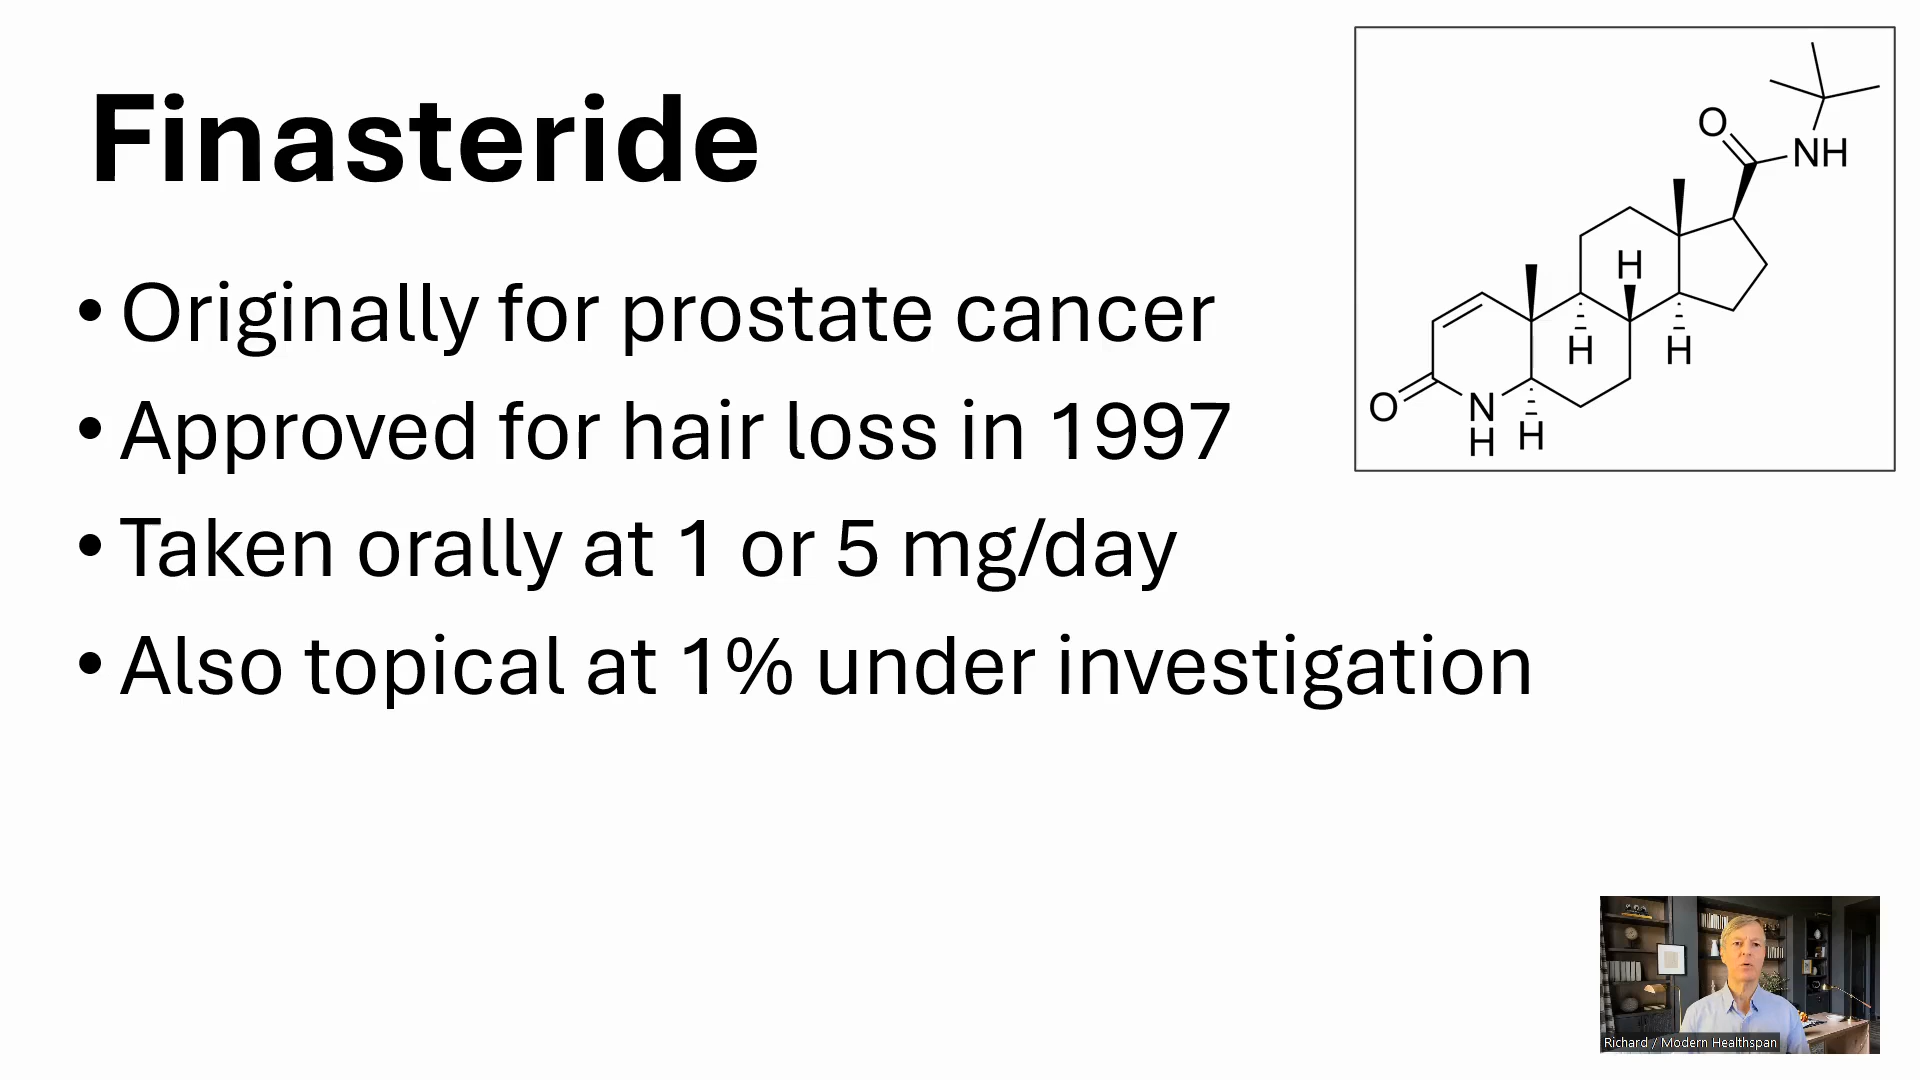 Finasteride
• Originally for prostate cancer
• Approved for hair loss in 1997
• Taken orally at 1 or 5 mg/day
• Also topical at 1% under investigation
O
NH
H
H
H
O
N
H
H
Richard / Modern Healthspan